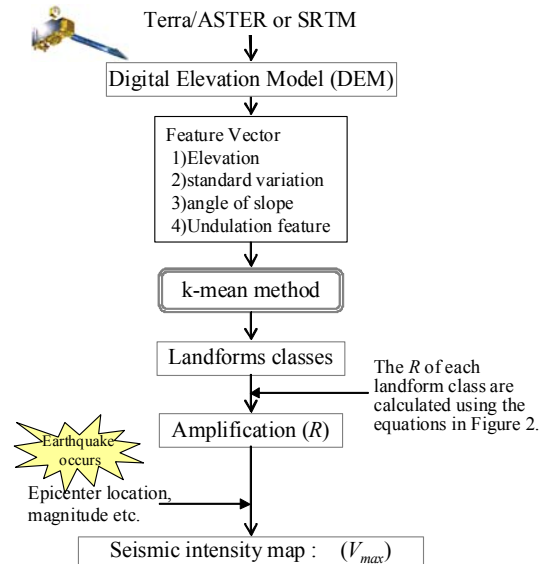 Terra/ASTER or SRTM
Digital Elevation Model (DEM)
Feature Vector
1)Elevation
2)standard variation
3)angle of slope
4)Undulation feature
k-mean method
Landforms classes
The R of each
landform class are
calculated using the
equations in Figure 2.
Amplification (R)
Earthquake
occurs
Epicenter location,
magnitude etc.
Seismic intensity map : (Vmax)